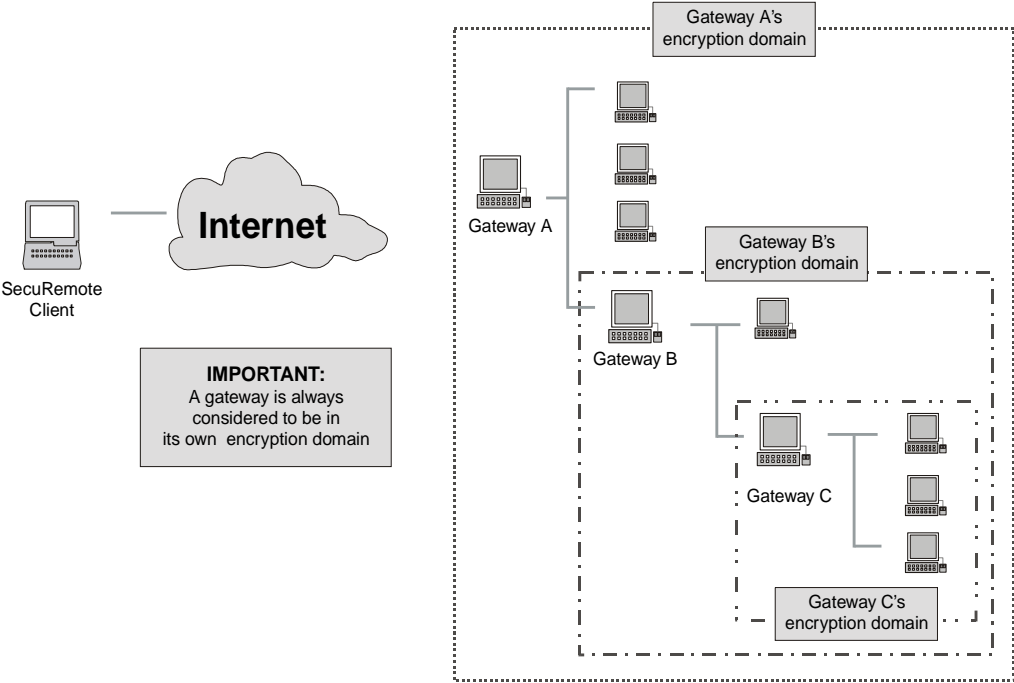 Gateway A's
encryption domain
Internet
Gateway A
SecuRemote
Client
Gateway B's
encryption domain
Gateway B
IMPORTANT:
A gateway is always
considered to be in
its own encryption domain
Gateway C
Gateway C's
encryption domain